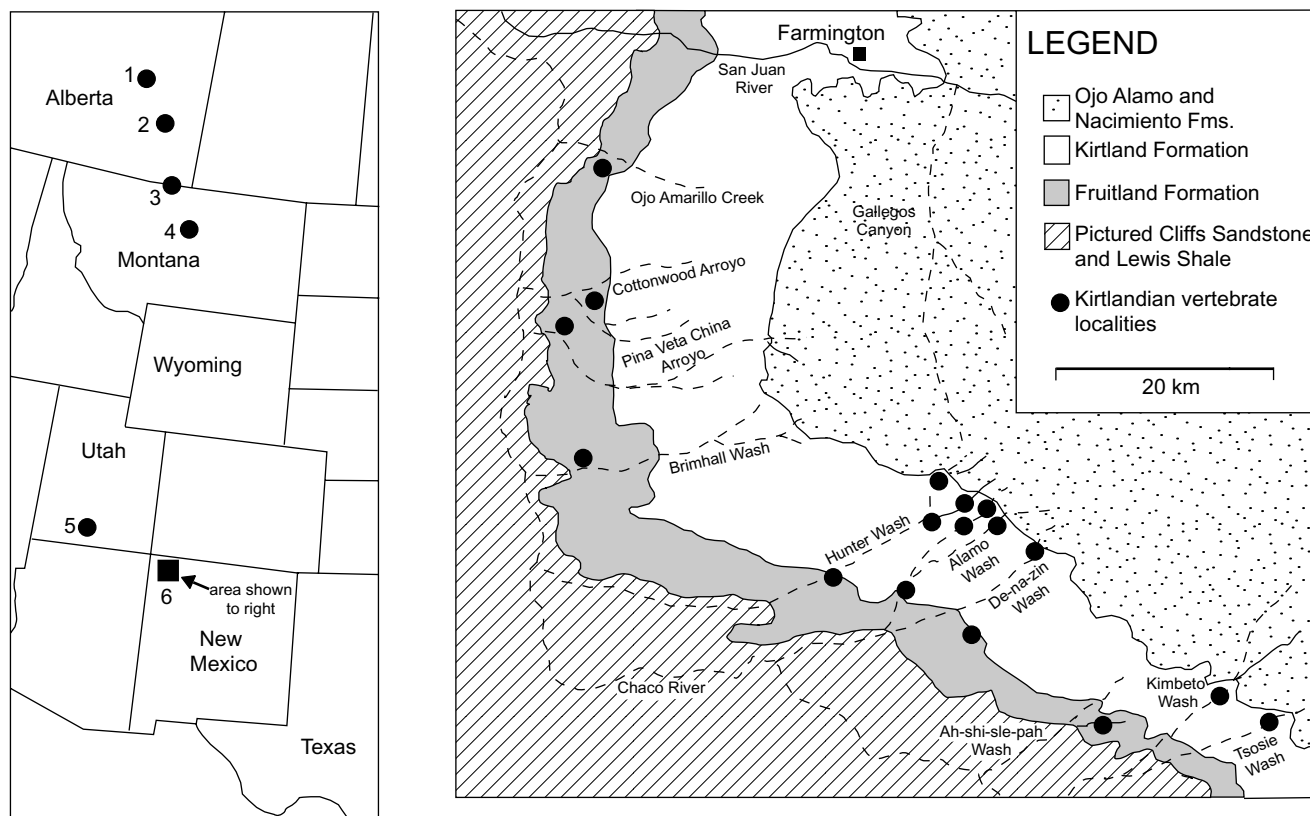 1
Alberta
2
3
4
Montana
Wyoming
Utah
5
area shown
to right
6
New
Mexico
Texas
Farmington
San Juan
River
Ojo Amarillo Creek
Gallegos
Canyon
Cottonwood Arroyo
Pina Veta China
Arroyo
Brimhall Wash
Hunter Wash
Alamo
Wash
De-na-zin
Wash
Chaco River
Kimbeto
Wash
Ah-shi-sle-pah
Wash
Tsosie
Wash
LEGEND
Ojo Alamo and
Nacimiento Fms.
Kirtland Formation
Fruitland Formation
Pictured Cliffs Sandstone
and Lewis Shale
Kirtlandian vertebrate
localities
20 km